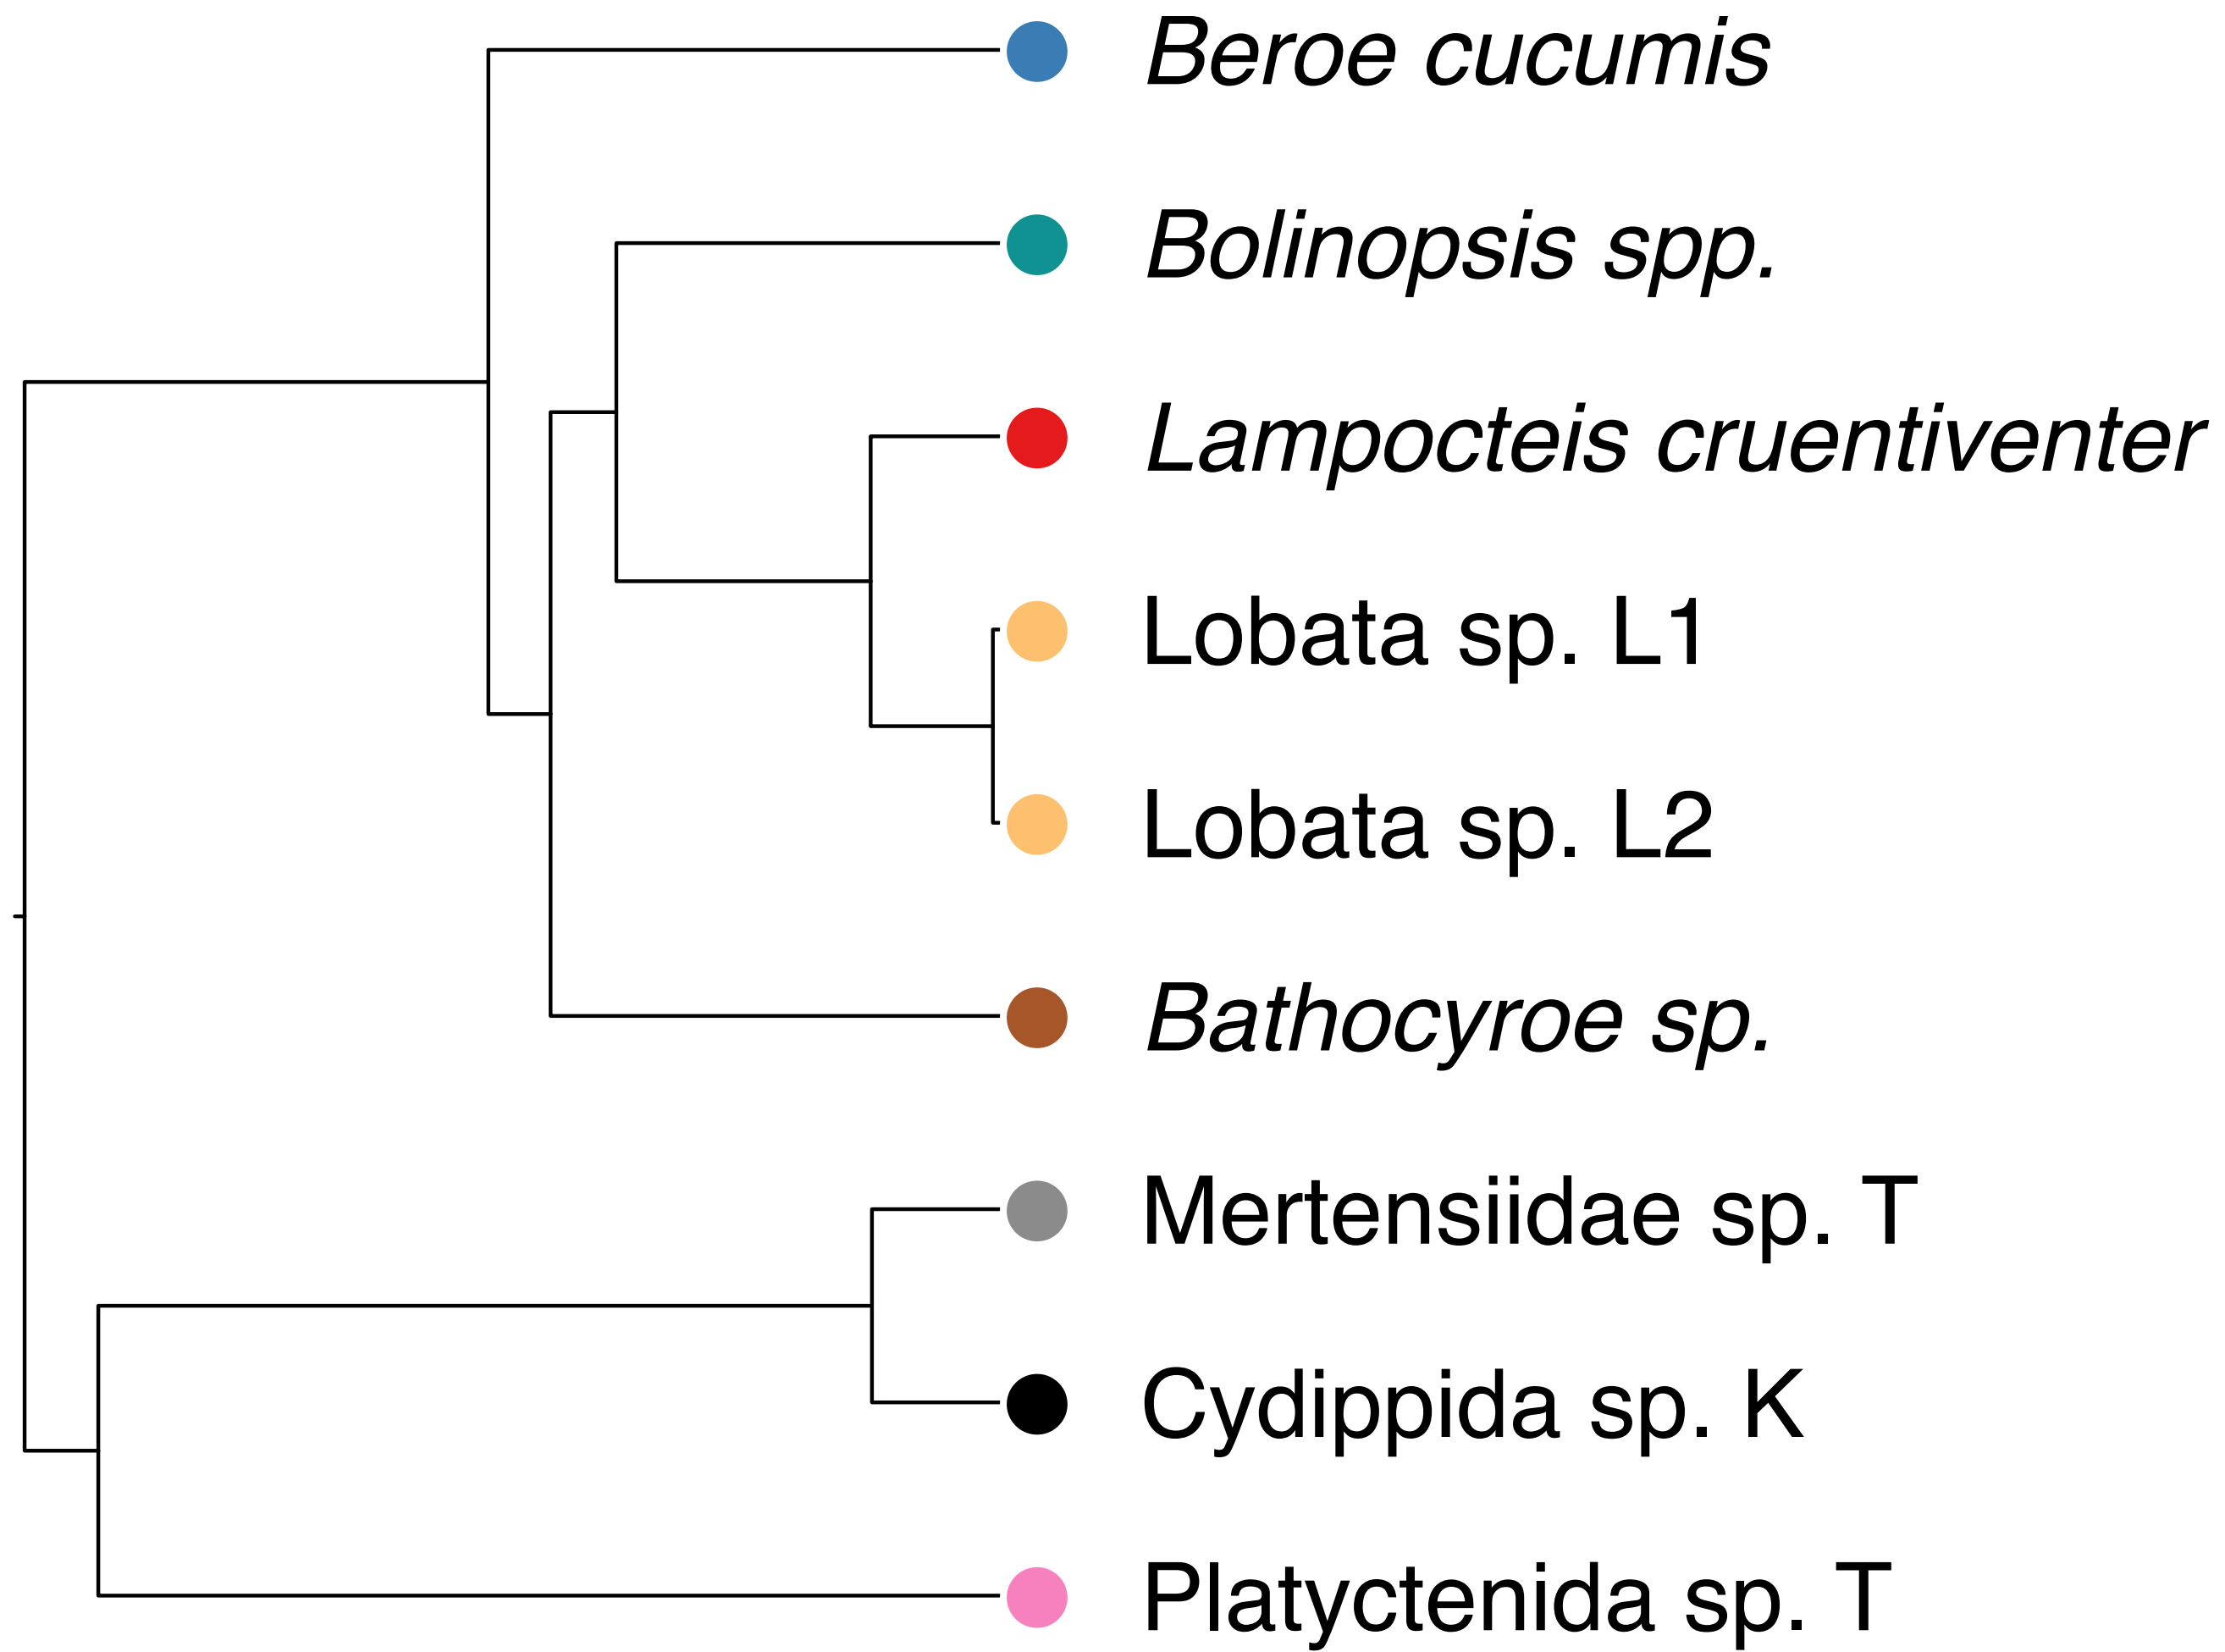 Beroe cucumis
Bolinopsis spp.
Lampocteis cruentiventer
Lobata sp. L1
Lobata sp. L2
Bathocyroe sp.
Mertensiidae sp. T
Cydippida sp. K
Platyctenida sp. T